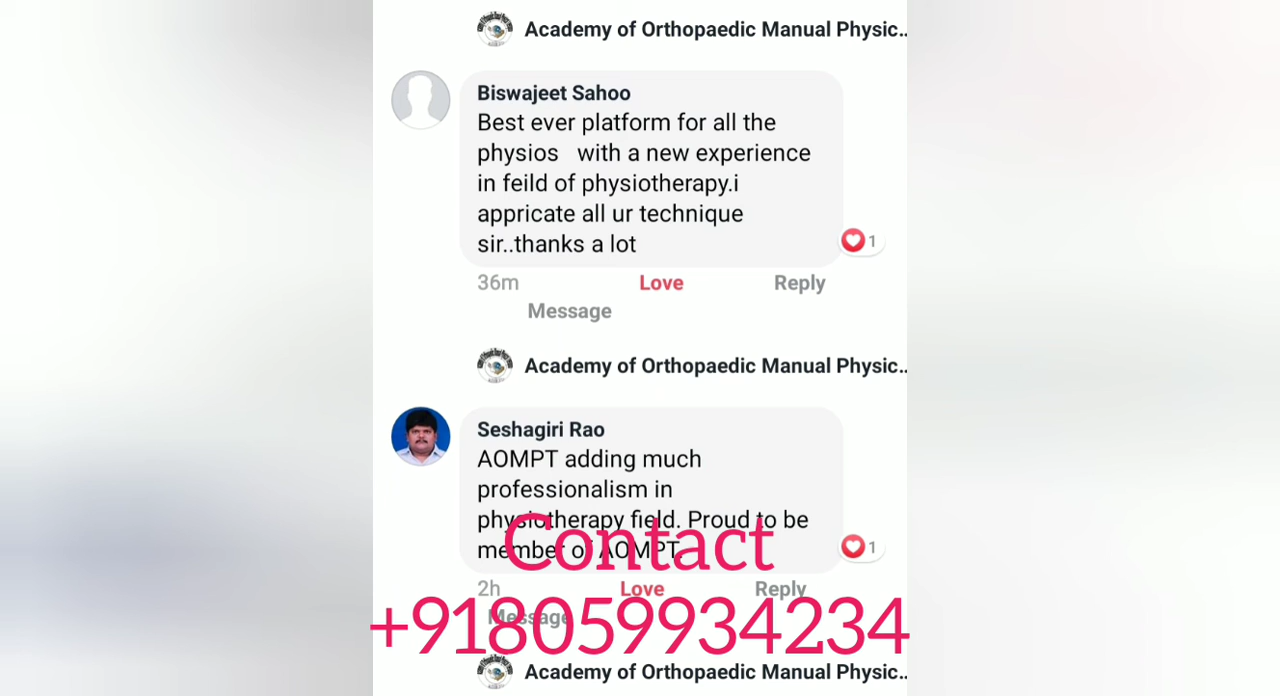 Academy of Orthopaedic Manual Physic..
Biswajeet Sahoo
Best ever platform for all the
physios with a new experience
in feild of physiotherapy.i
appricate all ur technique
sir..thanks a lot
1
36m Love Reply
Message
Academy of Orthopaedic Manual Physic..
Seshagiri Rao
AOMPT adding much
professionalism in
physiotherapy field. Proud to be
member of AOMPT.
1
Contact
2h Love Reply
Message
+918059934234
Academy of Orthopaedic Manual Physic..